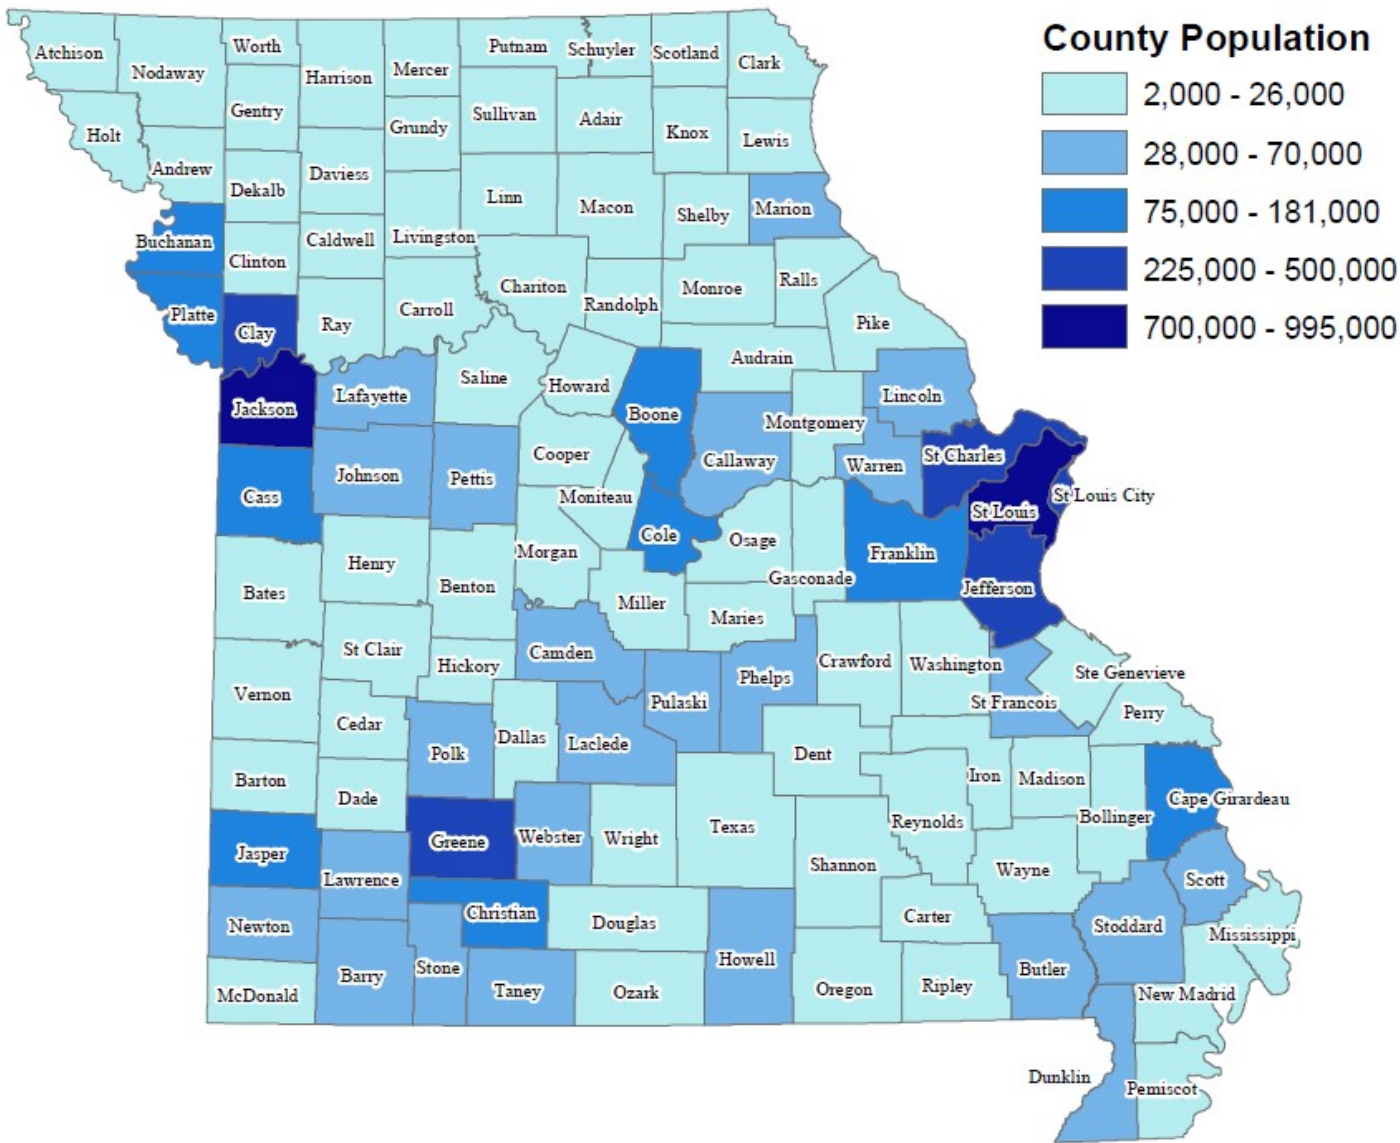 County Population
2,000 - 26,000
28,000 - 70,000
75,000 - 181,000
225,000 - 500,000
700,000 - 995,000
Atchison
Nodaway
Worth
Harrison
Mercer
Putnam
Schuyler
Scotland
Clark
Holt
Andrew
Gentry
Dekalb
Daviess
Grundy
Sullivan
Adair
Knox
Lewis
Buchanan
Clinton
Caldwell
Livingston
Linn
Macon
Shelby
Marion
Platte
Clay
Ray
Carroll
Chariton
Randolph
Monroe
Ralls
Pike
Jackson
Lafayette
Saline
Howard
Boone
Audrain
Montgomery
Lincoln
Cass
Johnson
Pettis
Cooper
Moniteau
Callaway
Warren
St Charles
St Louis
St Louis City
Bates
Henry
Benton
Morgan
Cole
Osage
Gasconade
Franklin
Jefferson
Miller
Maries
Vernon
St Clair
Hickory
Camden
Pulaski
Phelps
Crawford
Washington
St Francois
Ste Genevieve
Perry
Cedar
Polk
Dallas
Laclede
Dent
Iron
Madison
Bollinger
Cape Girardeau
Barton
Dade
Greene
Webster
Wright
Texas
Shannon
Reynolds
Wayne
Jasper
Lawrence
Christian
Douglas
Howell
Carter
Butler
Stoddard
Scott
Mississippi
Newton
Barry
Stone
Taney
Ozark
Oregon
Ripley
New Madrid
McDonald
Dunklin
Pemiscot